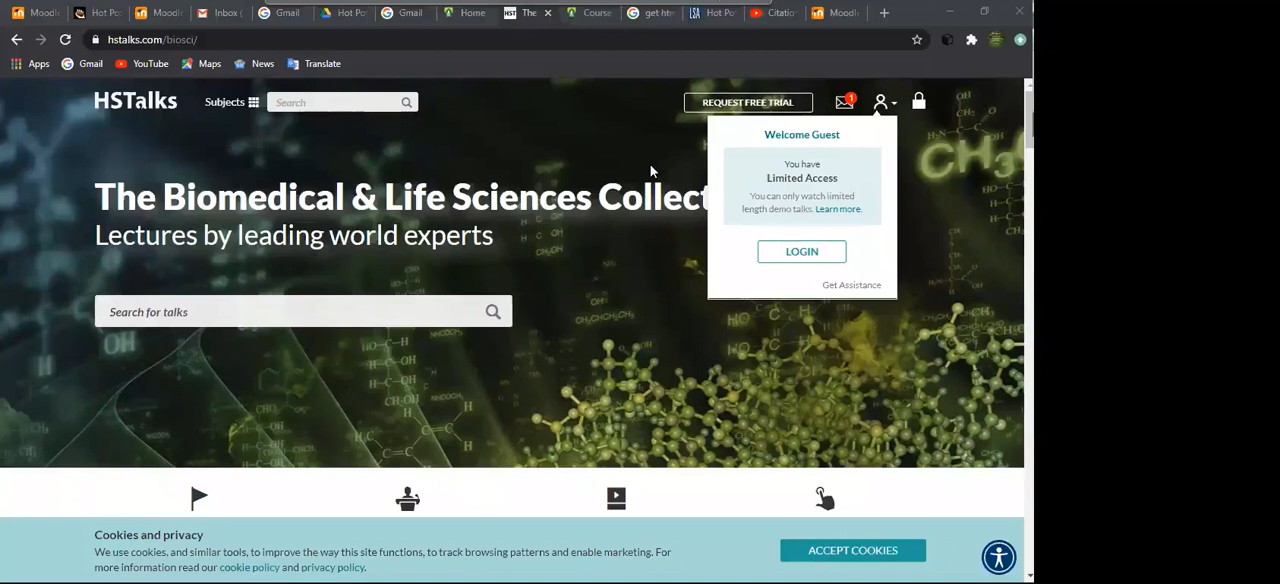 Moodl
Hot Po
Moodl
Inbox (
Gmail
Hot Po
Gmail
Home
HST The
Course
get ht
LSA Hot Po
Citatio
Moodl
hstalks.com/biosci/
Apps
Gmail
YouTube
Maps
News
Translate
HSTalks
Subjects
Search
REQUEST FREE TRIAL
1
Welcome Guest
You have
Limited Access
You can only watch limited
length demo talks. Learn more.
LOGIN
Get Assistance
The Biomedical & Life Sciences Collect
Lectures by leading world experts
Search for talks
Cookies and privacy
We use cookies, and similar tools, to improve the way this site functions, to track browsing patterns and enable marketing. For
more information read our cookie policy and privacy policy.
ACCEPT COOKIES